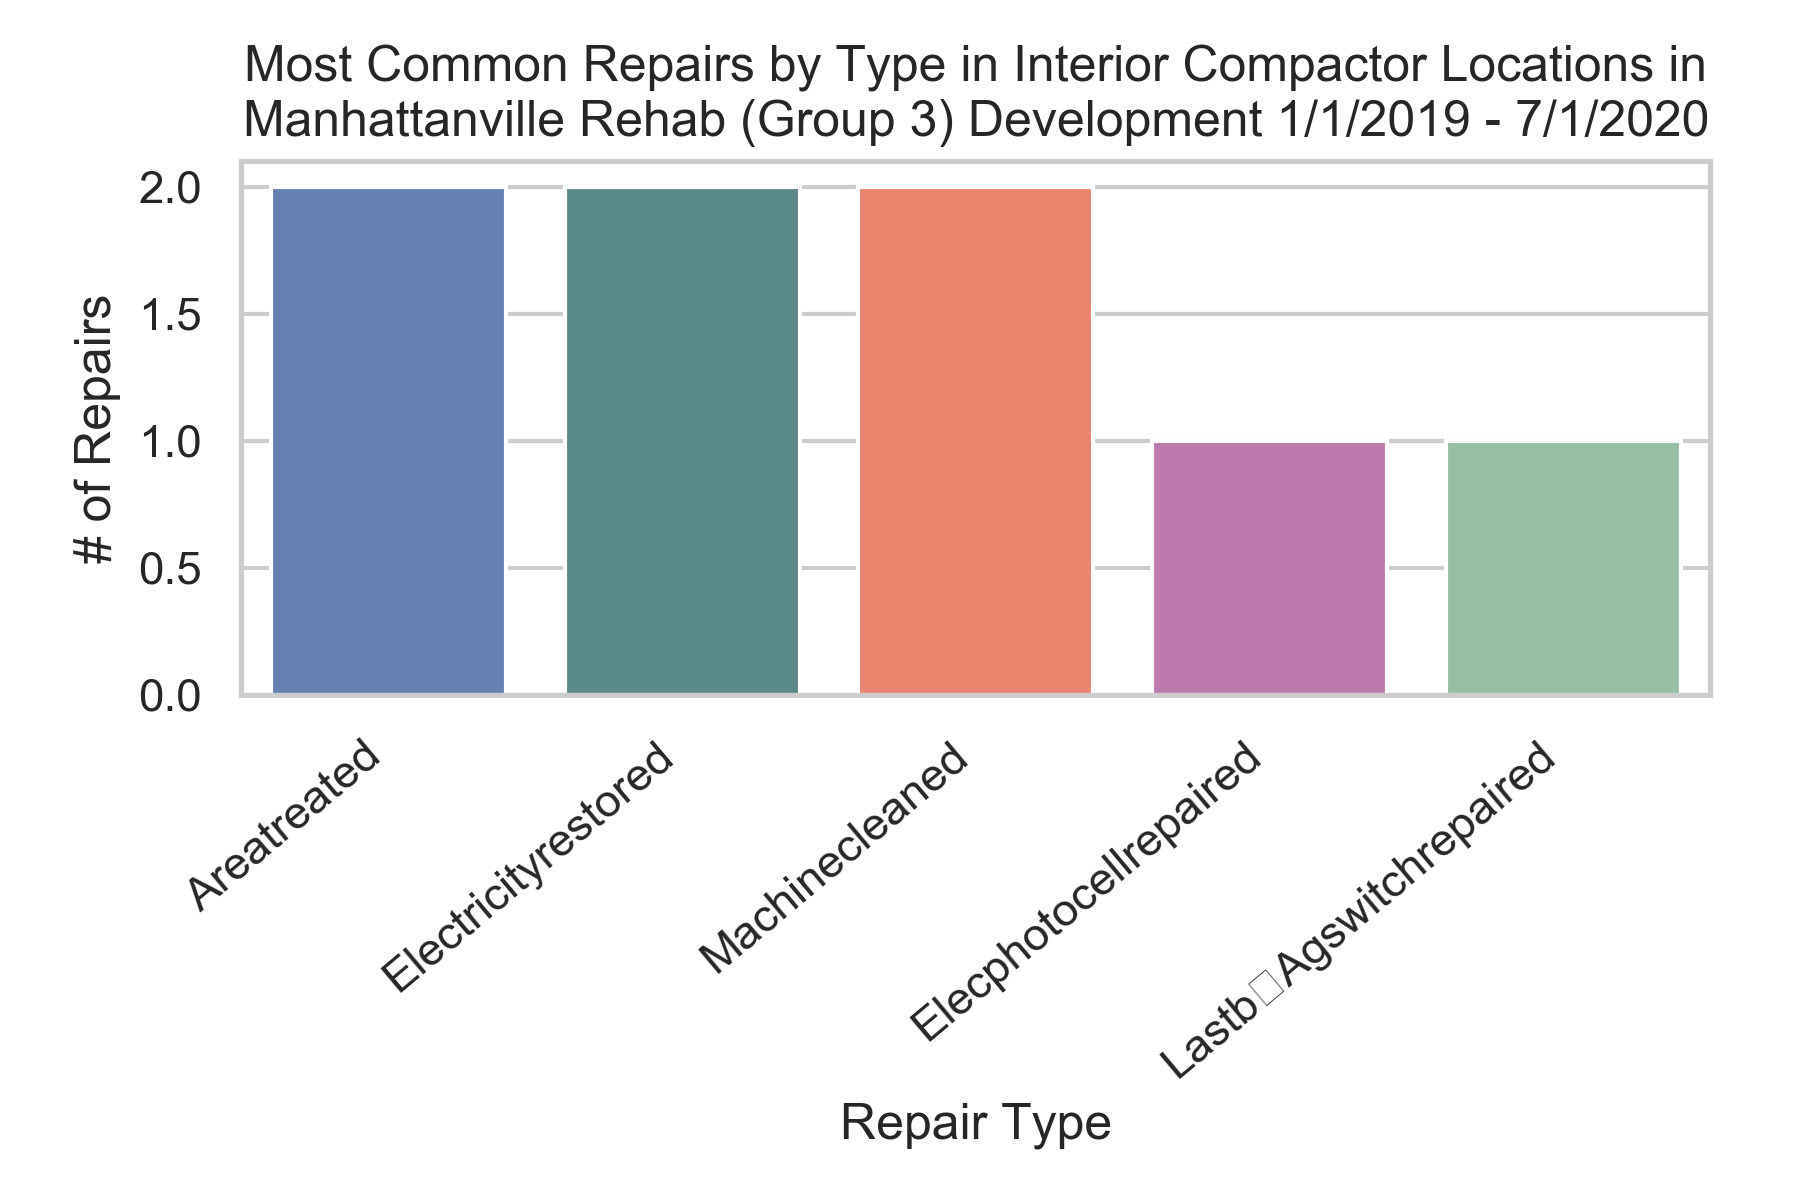 Most Common Repairs by Type in Interior Compactor Locations in
Manhattanville Rehab (Group 3) Development 1/1/2019 - 7/1/2020
# of Repairs
2.0
1.5
1.0
0.5
0.0
Areatreated
Electricityrestored
Machinecleaned
Elecphotocellrepaired
Lastb□Agswitchrepaired
Repair Type